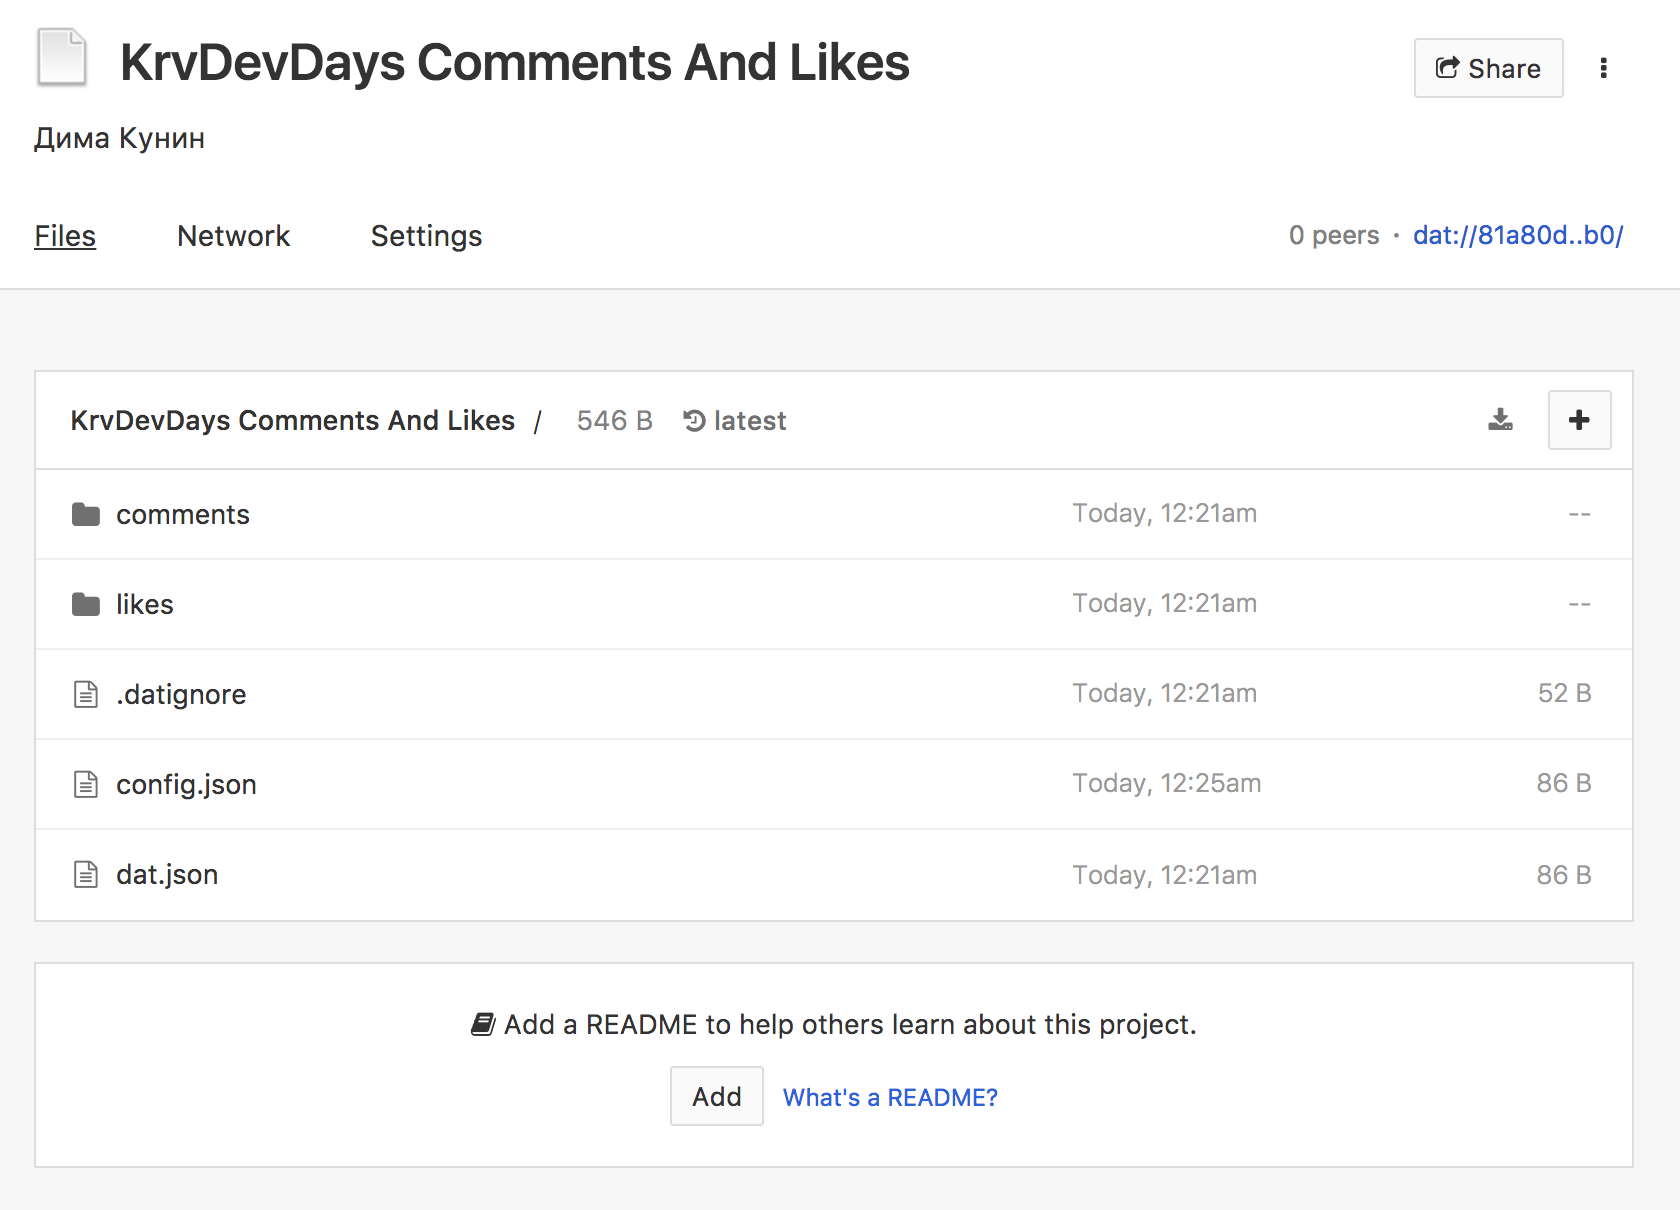 KrvDevDays Comments And Likes
Share
Дима Кунин
Files Network Settings 0 peers · dat://81a80d..b0/
KrvDevDays Comments And Likes / 546 B latest
comments Today, 12:21am --
likes Today, 12:21am --
.datignore Today, 12:21am 52 B
config.json Today, 12:25am 86 B
dat.json Today, 12:21am 86 B
Add a README to help others learn about this project.
Add What's a README?